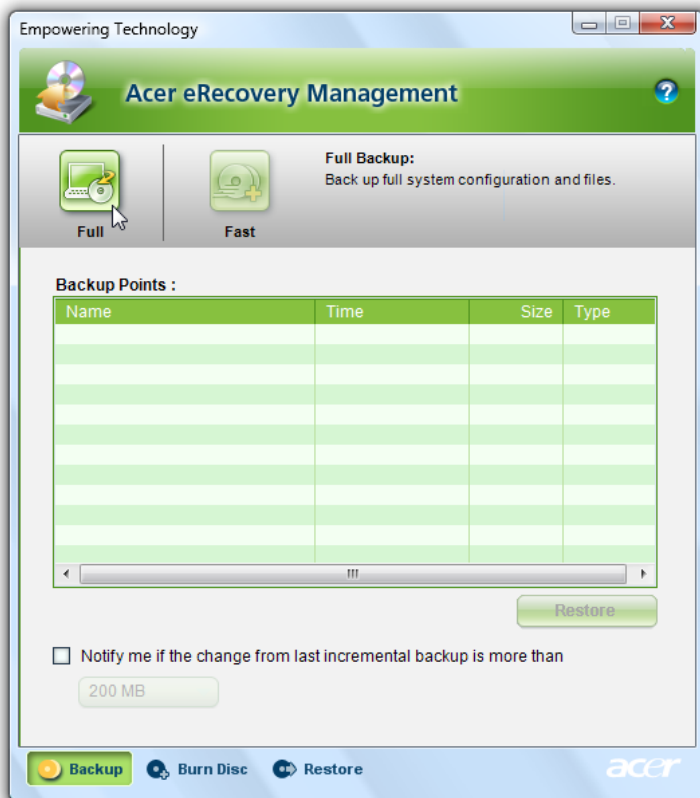 Empowering Technology
Acer eRecovery Management
Full Backup:
Back up full system configuration and files.
Full
Fast
Backup Points :
Name Time Size Type
Restore
Notify me if the change from last incremental backup is more than
200 MB
Backup Burn Disc Restore acer